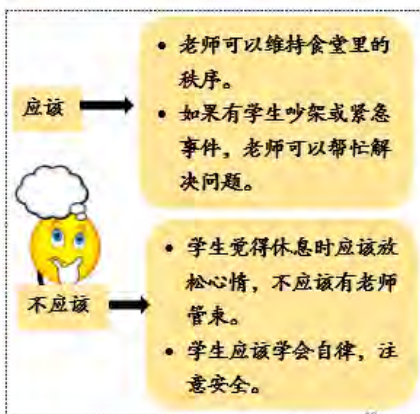 应该
• 老师可以维持食堂里的
秩序。
• 如果有学生吵架或紧急
事件，老师可以帮忙解
决问题。
不应该
• 学生觉得休息时应该放
松心情，不应该有老师
管束。
• 学生应该学会自律，注
意安全。